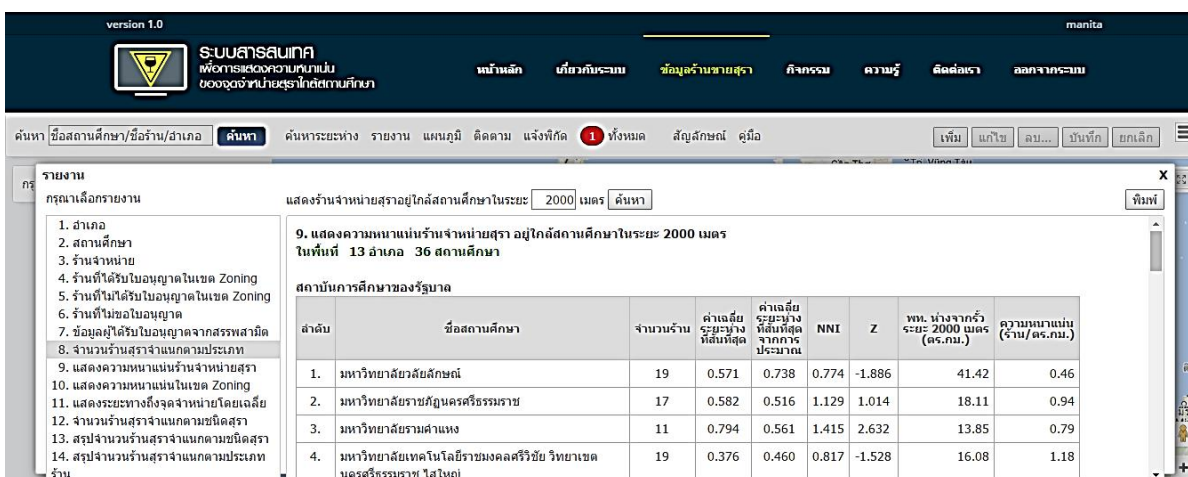 version 1.0
manita
ระบบสารสนเทศ
เพื่อการแสดงความหนาแน่น
ของจุดจำหน่ายสุราใกล้สถานศึกษา
หน้าหลัก เกี่ยวกับระบบ ข้อมูลร้านขายสุรา กิจกรรม ความรู้ ติดต่อเรา ออกจากระบบ
ค้นหา ชื่อสถานศึกษา/ชื่อร้าน/อำเภอ ค้นหา ค้นหาระยะห่าง รายงาน แผนภูมิ ติดตาม แจ้งพิกัด 1 ทั้งหมด สัญลักษณ์ คู่มือ เพิ่ม แก้ไข ลบ... บันทึก ยกเลิก
รายงาน X
กรุณาเลือกรายงาน
แสดงร้านจำหน่ายสุราอยู่ใกล้สถานศึกษาในระยะ 2000 เมตร ค้นหา พิมพ์
1. อำเภอ
2. สถานศึกษา
3. ร้านจำหน่าย
4. ร้านที่ได้รับใบอนุญาตในเขต Zoning
5. ร้านที่ไม่ได้รับใบอนุญาตในเขต Zoning
6. ร้านที่ไม่ขอใบอนุญาต
7. ข้อมูลผู้ได้รับใบอนุญาตจากสรรพสามิต
8. จำนวนร้านสุราจำแนกตามประเภท
9. แสดงความหนาแน่นร้านจำหน่ายสุรา
10. แสดงความหนาแน่นในเขต Zoning
11. แสดงระยะทางถึงจุดจำหน่ายโดยเฉลี่ย
12. จำนวนร้านสุราจำแนกตามชนิดสุรา
13. สรุปจำนวนร้านสุราจำแนกตามชนิดสุรา
14. สรุปจำนวนร้านสุราจำแนกตามประเภท
ร้าน
9. แสดงความหนาแน่นร้านจำหน่ายสุรา อยู่ใกล้สถานศึกษาในระยะ 2000 เมตร
ในพื้นที่ 13 อำเภอ 36 สถานศึกษา
สถาบันการศึกษาของรัฐบาล
ลำดับ ชื่อสถานศึกษา จำนวนร้าน ค่าเฉลี่ยระยะห่างที่สั้นที่สุด ค่าเฉลี่ยระยะห่างที่สั้นที่สุดจากการประมาณ NNI Z พท. ห่างจากรั้วระยะ 2000 เมตร (ตร.กม.) ความหนาแน่น (ร้าน/ตร.กม.)
1. มหาวิทยาลัยวลัยลักษณ์ 19 0.571 0.738 0.774 -1.886 41.42 0.46
2. มหาวิทยาลัยราชภัฏนครศรีธรรมราช 17 0.582 0.516 1.129 1.014 18.11 0.94
3. มหาวิทยาลัยรามคำแหง 11 0.794 0.561 1.415 2.632 13.85 0.79
4. มหาวิทยาลัยเทคโนโลยีราชมงคลศรีวิชัย วิทยาเขต 19 0.376 0.460 0.817 -1.528 16.08 1.18
นครศรีธรรมราช ไสใหญ่